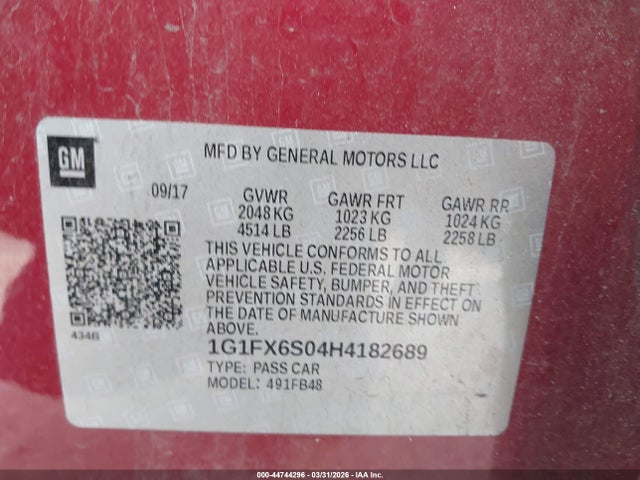 GM
MFD BY GENERAL MOTORS LLC
09/17
GVWR
2048 KG
4514 LB
GAWR FRT
1023 KG
2256 LB
GAWR RR
1024 KG
2258 LB
THIS VEHICLE CONFORMS TO ALL
APPLICABLE U.S. FEDERAL MOTOR
VEHICLE SAFETY, BUMPER, AND THEFT
PREVENTION STANDARDS IN EFFECT ON
THE DATE OF MANUFACTURE SHOWN
ABOVE.
434G
1G1FX6S04H4182689
TYPE: PASS CAR
MODEL: 491FB48
000-44744296 - 03/31/2026 - IAA Inc.